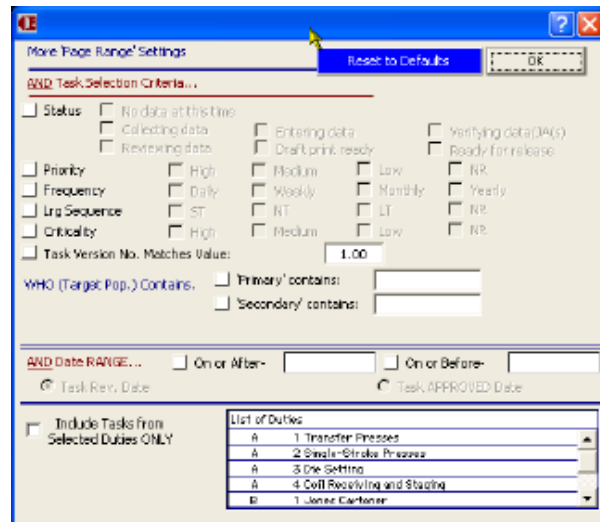 More 'Page Range' Settings
Reset to Defaults
OK
AND Task Selection Criteria...
Status
No data at this time
Collecting data
Entering data
Verifying data(JA(s)
Reviewing data
Draft print ready
Ready for release
Priority High Medium Low NR
Frequency Daily Weekly Monthly Yearly
Lrg Sequence ST NT LT NR
Criticality High Medium Low NR
Task Version No. Matches Value: 1.00
WHO (Target Pop.) Contains.
'Primary' contains:
'Secondary' contains:
AND Date RANGE... On or After- On or Before-
Task Rev. Date Task APPROVED Date
Include Tasks from
Selected Duties ONLY
List of Duties
A 1 Transfer Presses
A 2 Single-Stroke Presses
A 3 Die Setting
A 4 Coil Receiving and Staging
B 1 Jones Cartoner